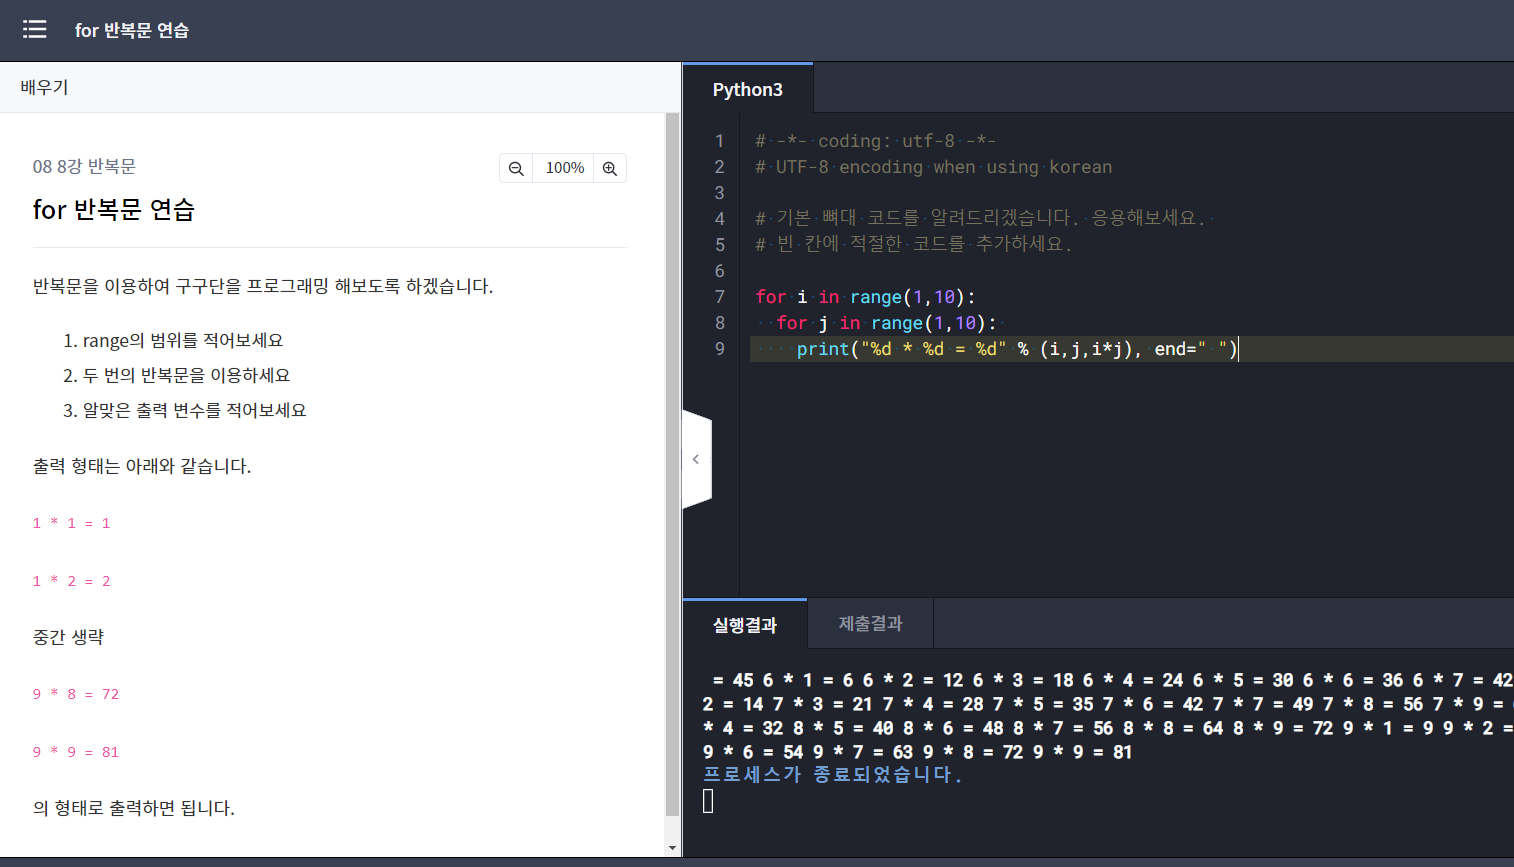 for 반복문 연습
배우기
08 8강 반복문
100%
for 반복문 연습
반복문을 이용하여 구구단을 프로그래밍 해보도록 하겠습니다.
1. range의 범위를 적어보세요
2. 두 번의 반복문을 이용하세요
3. 알맞은 출력 변수를 적어보세요
출력 형태는 아래와 같습니다.
1 * 1 = 1
1 * 2 = 2
중간 생략
9 * 8 = 72
9 * 9 = 81
의 형태로 출력하면 됩니다.
Python3
1 # -*- coding: utf-8 -*-
2 # UTF-8 encoding when using korean
3
4 # 기본 뼈대 코드를 알려드리겠습니다. 응용해보세요.
5 # 빈 칸에 적절한 코드를 추가하세요.
6
7 for i in range(1,10):
8 for j in range(1,10):
9 print("%d * %d = %d" % (i,j,i*j), end=" ")
실행결과 제출결과
= 45 6 * 1 = 6 6 * 2 = 12 6 * 3 = 18 6 * 4 = 24 6 * 5 = 30 6 * 6 = 36 6 * 7 = 42
2 = 14 7 * 3 = 21 7 * 4 = 28 7 * 5 = 35 7 * 6 = 42 7 * 7 = 49 7 * 8 = 56 7 * 9 =
* 4 = 32 8 * 5 = 40 8 * 6 = 48 8 * 7 = 56 8 * 8 = 64 8 * 9 = 72 9 * 1 = 9 9 * 2 =
9 * 6 = 54 9 * 7 = 63 9 * 8 = 72 9 * 9 = 81
프로세스가 종료되었습니다.